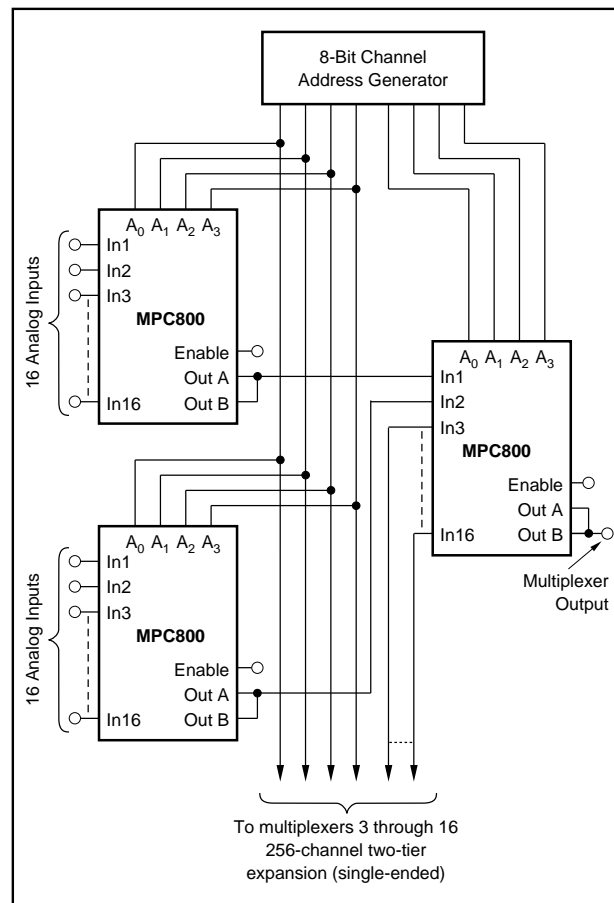 8-Bit Channel
Address Generator
A0 A1 A2 A3
16 Analog Inputs
In1
In2
In3
MPC800
Enable
Out A
Out B
In16
A0 A1 A2 A3
In1
In2
In3
MPC800
Enable
Out A
Out B
In16
Multiplexer
Output
A0 A1 A2 A3
16 Analog Inputs
In1
In2
In3
MPC800
Enable
Out A
Out B
In16
To multiplexers 3 through 16
256-channel two-tier
expansion (single-ended)